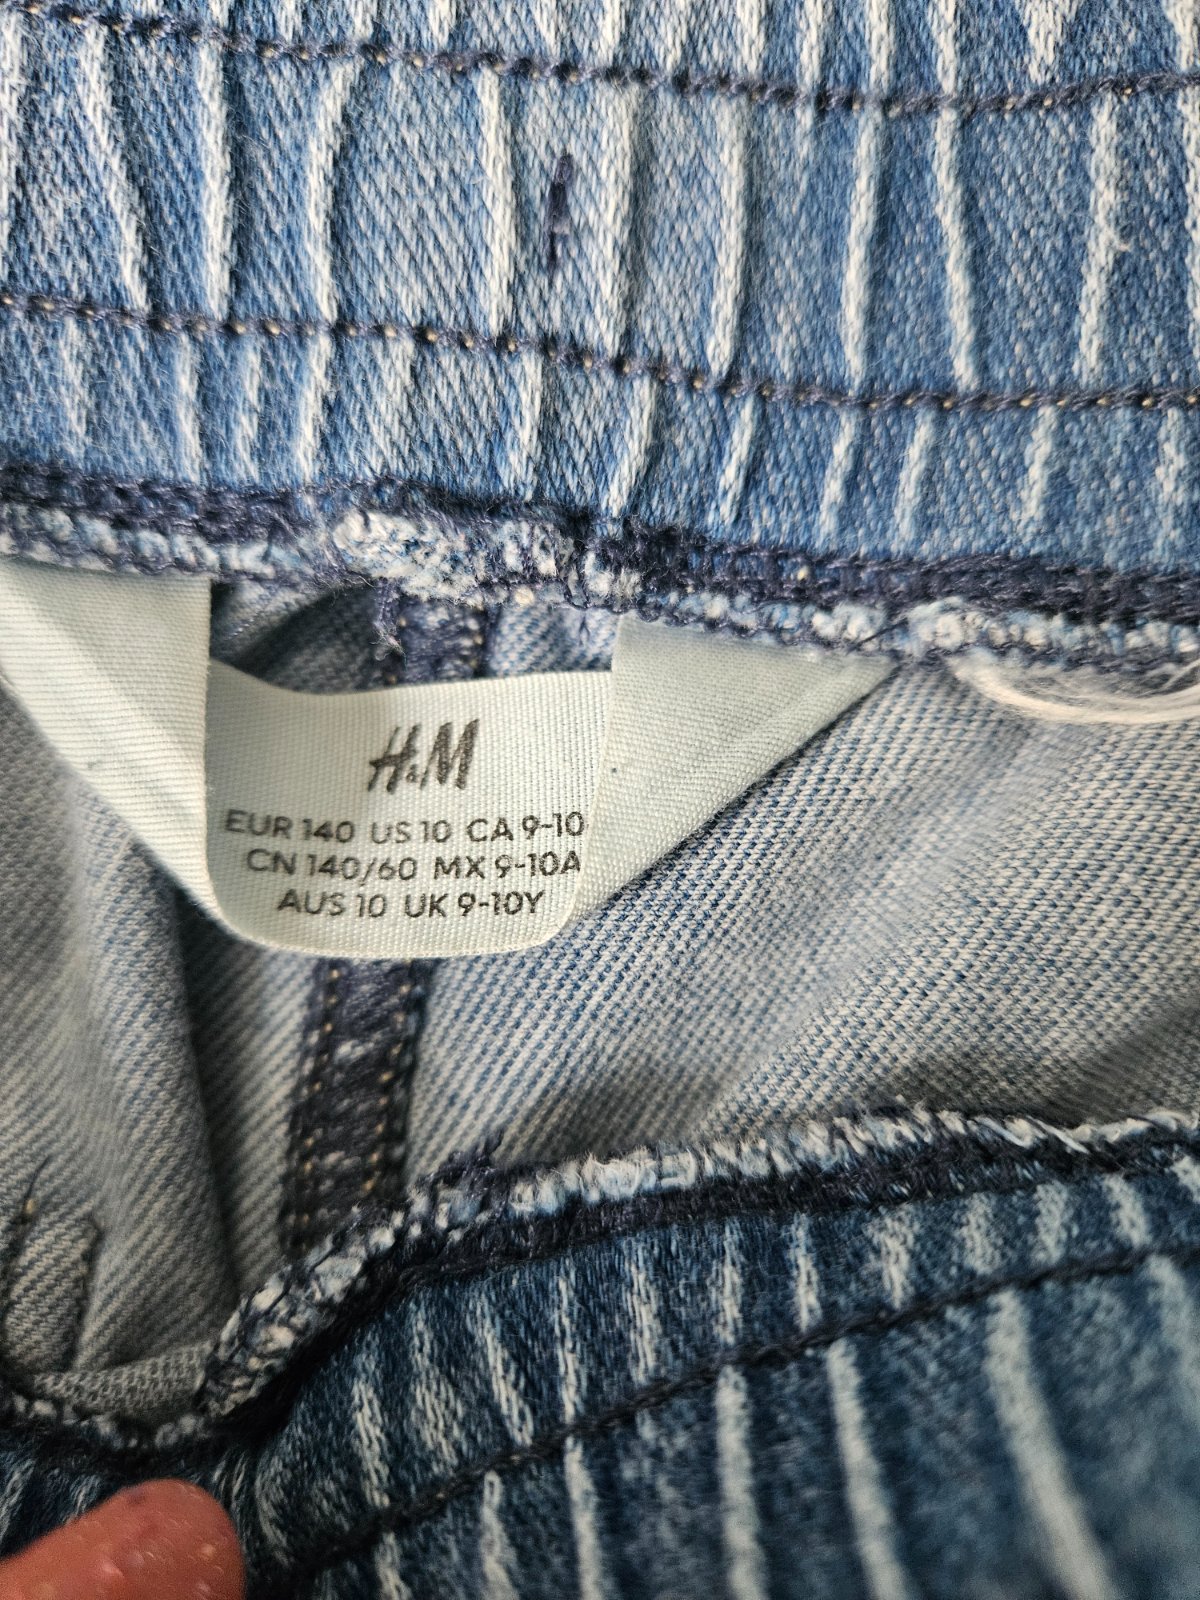 H&M
EUR 140 US 10 CA 9-10
CN 140/60 MX 9-10A
AUS 10 UK 9-10Y